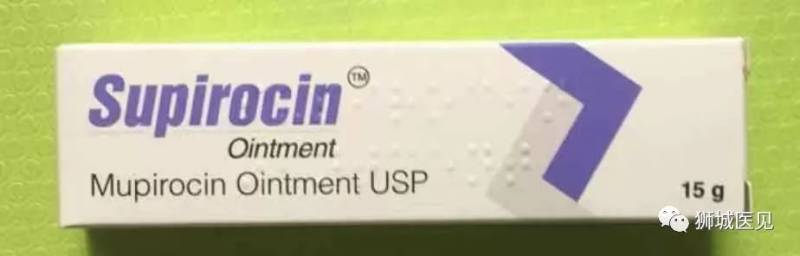 Supirocin™
Ointment
Mupirocin Ointment USP
15 g
狮城医见